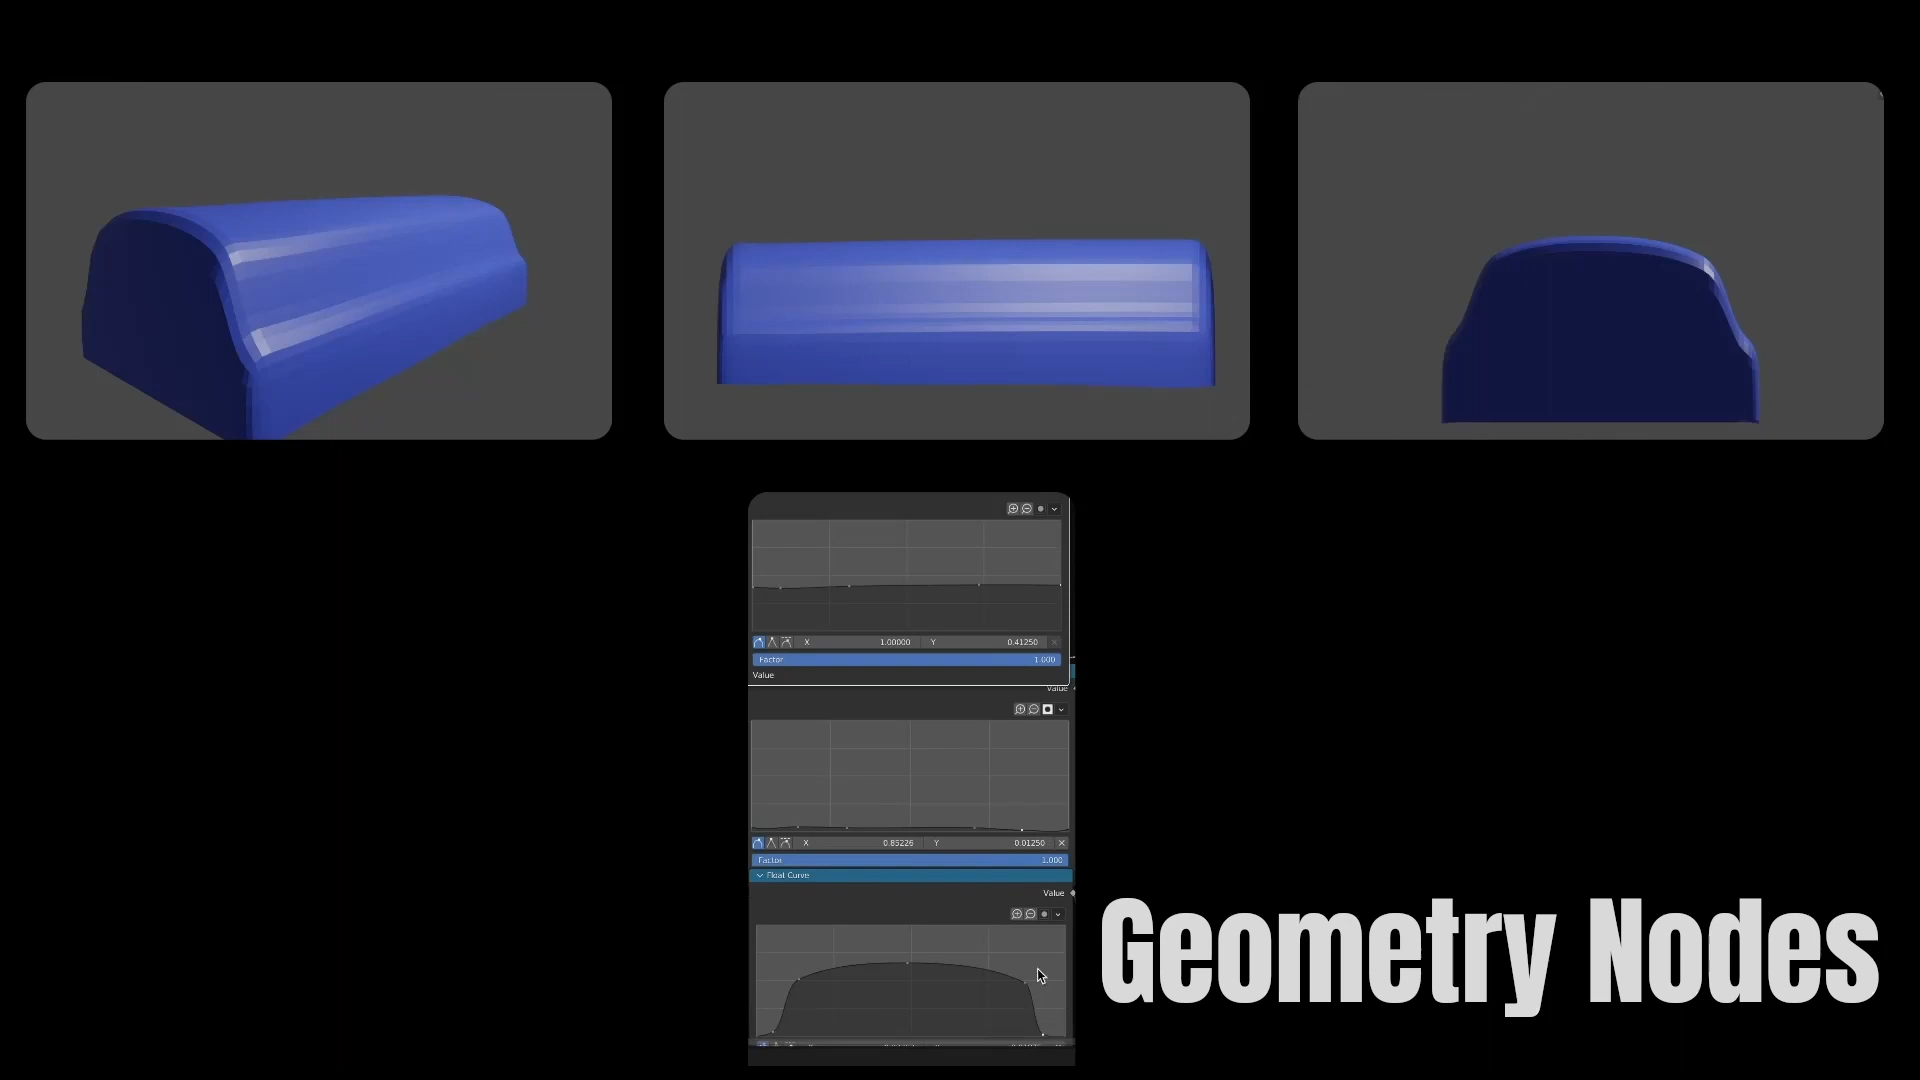 X 1.00000 Y 0.41250
Factor 1.000
Value
Value
X 0.85226 Y 0.01250
Factor 1.000
Float Curve
Value
Geometry Nodes